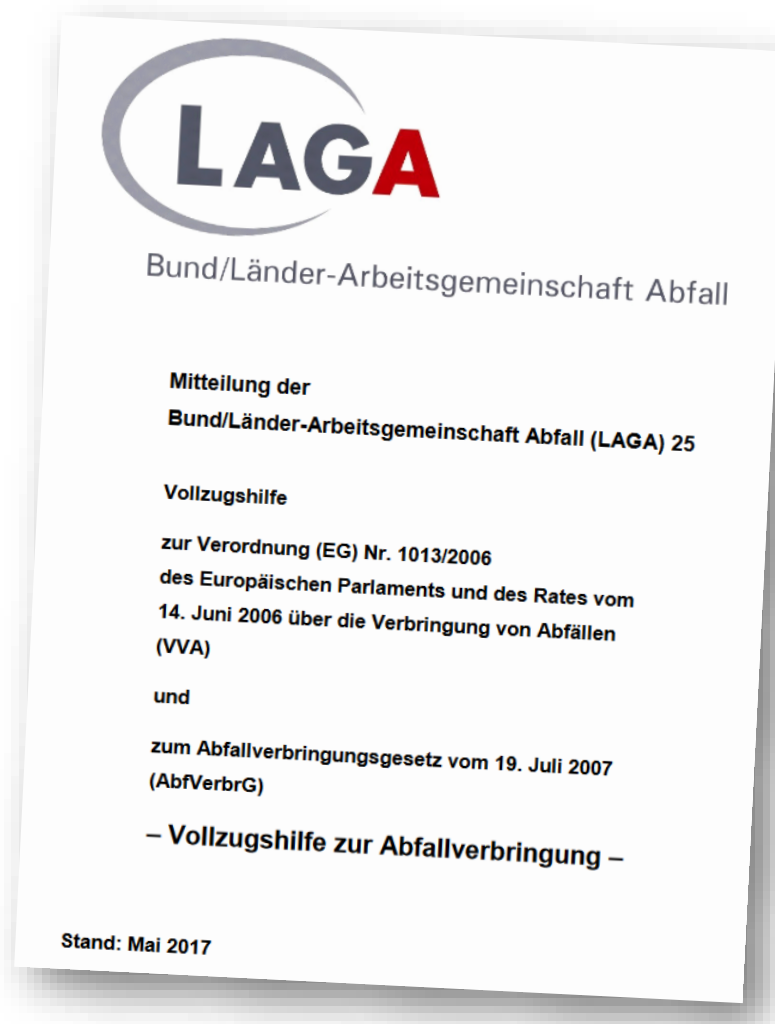 LAGA
Bund/Länder-Arbeitsgemeinschaft Abfall
Mitteilung der
Bund/Länder-Arbeitsgemeinschaft Abfall (LAGA) 25
Vollzugshilfe
zur Verordnung (EG) Nr. 1013/2006
des Europäischen Parlaments und des Rates vom
14. Juni 2006 über die Verbringung von Abfällen
(VVA)
und
zum Abfallverbringungsgesetz vom 19. Juli 2007
(AbfVerbrG)
– Vollzugshilfe zur Abfallverbringung –
Stand: Mai 2017